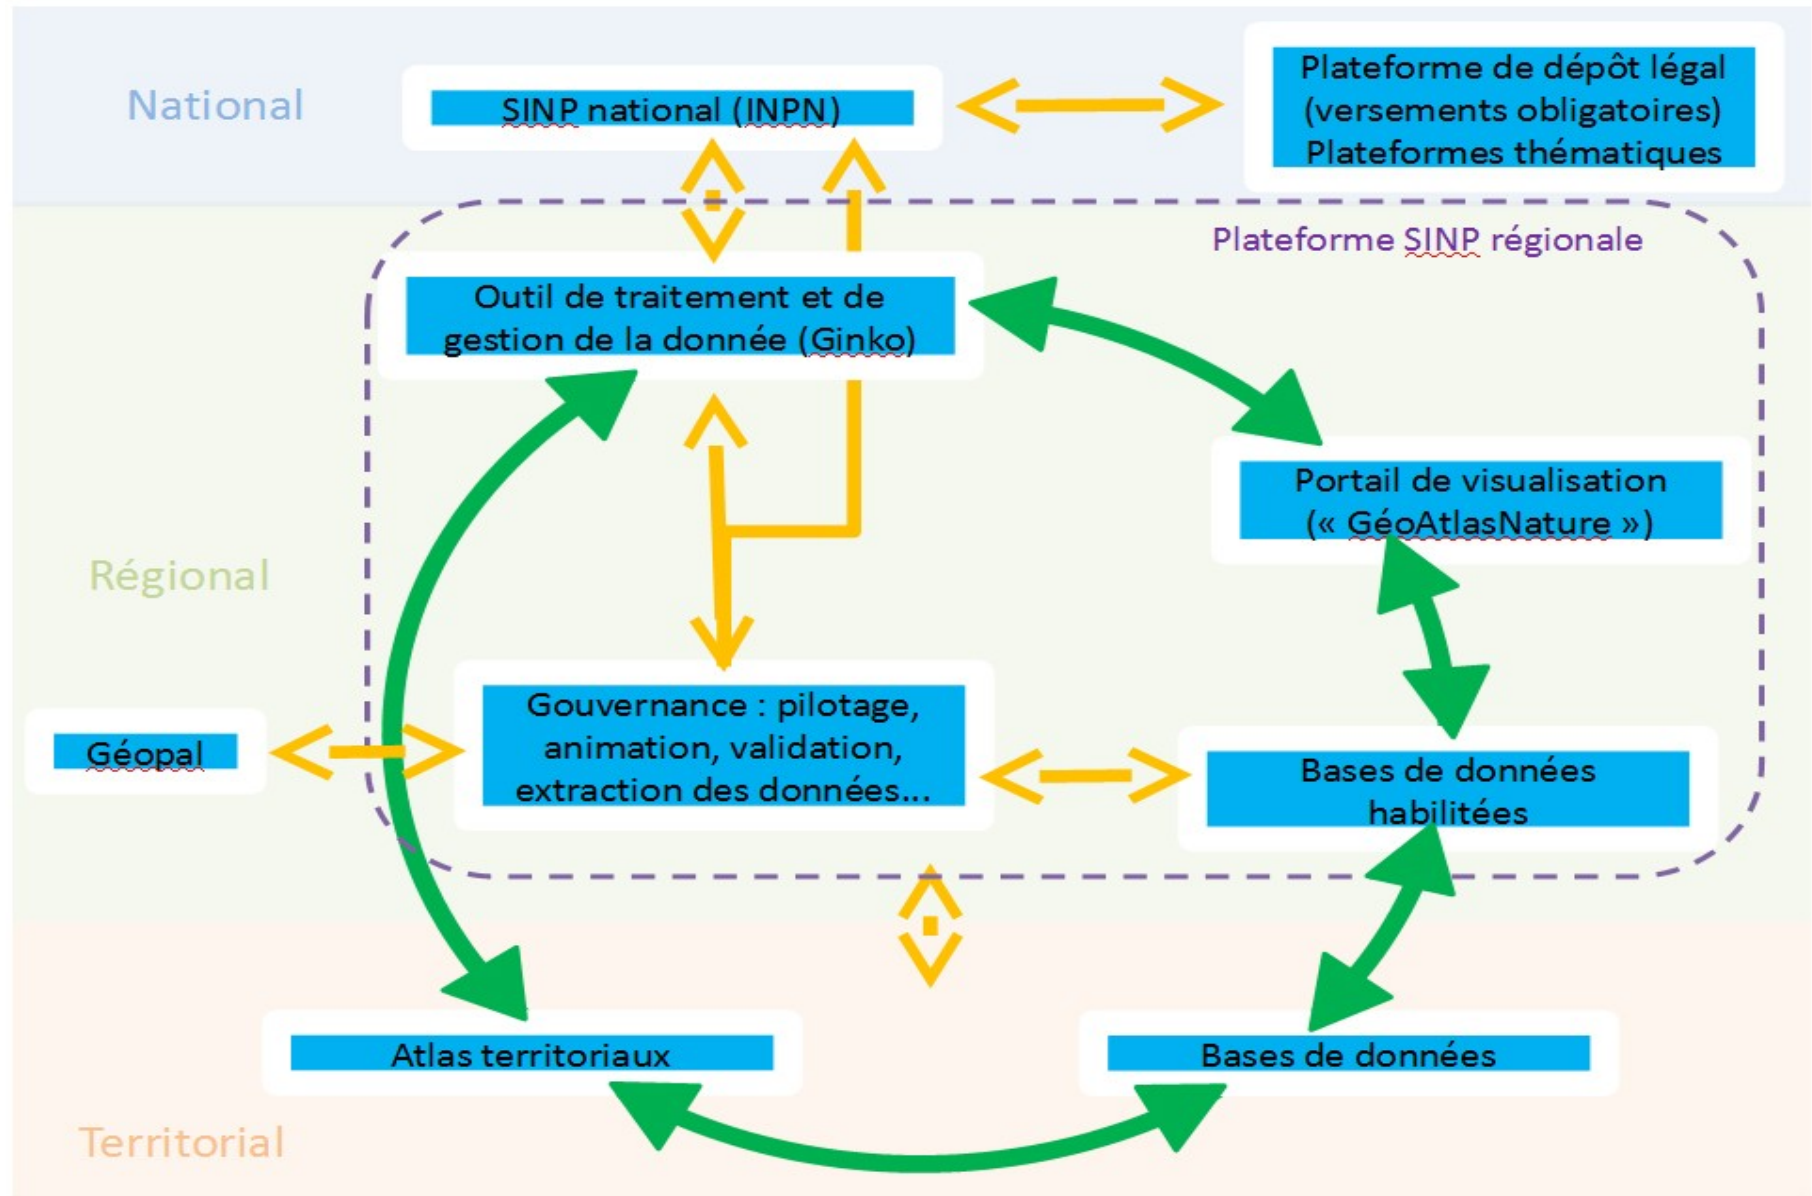 National
SINP national (INPN)
Plateforme de dépôt légal
(versements obligatoires)
Plateformes thématiques
Plateforme SINP régionale
Outil de traitement et de
gestion de la donnée (Ginko)
Portail de visualisation
(« GéoAtlasNature »)
Régional
Géopal
Gouvernance : pilotage,
animation, validation,
extraction des données...
Bases de données
habilitées
Atlas territoriaux
Bases de données
Territorial